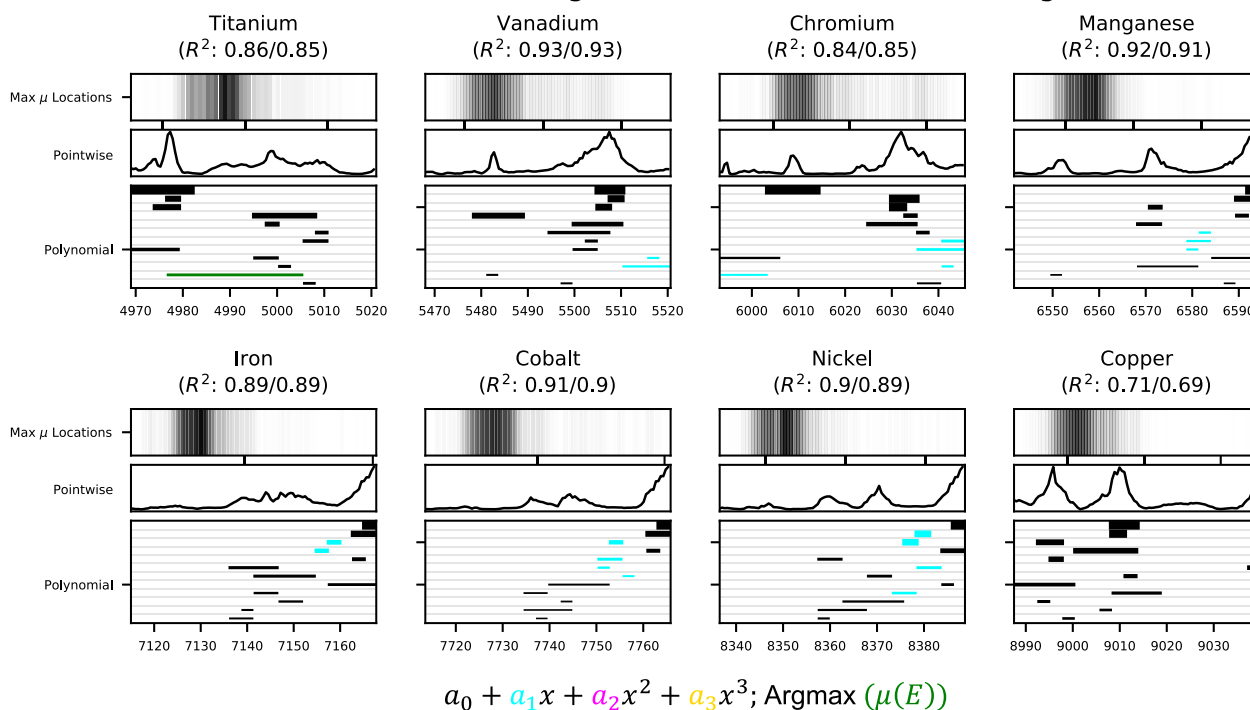 Titanium Vanadium Chromium Manganese
(R²: 0.86/0.85) (R²: 0.93/0.93) (R²: 0.84/0.85) (R²: 0.92/0.91)
Max μ Locations
Pointwise
Polynomial
4970 4980 4990 5000 5010 5020 5470 5480 5490 5500 5510 5520 6000 6010 6020 6030 6040 6550 6560 6570 6580 6590
Iron Cobalt Nickel Copper
(R²: 0.89/0.89) (R²: 0.91/0.9) (R²: 0.9/0.89) (R²: 0.71/0.69)
Max μ Locations
Pointwise
Polynomial
7120 7130 7140 7150 7160 7720 7730 7740 7750 7760 8340 8350 8360 8370 8380 8990 9000 9010 9020 9030
a₀ + a₁x + a₂x² + a₃x³; Argmax (μ(E))